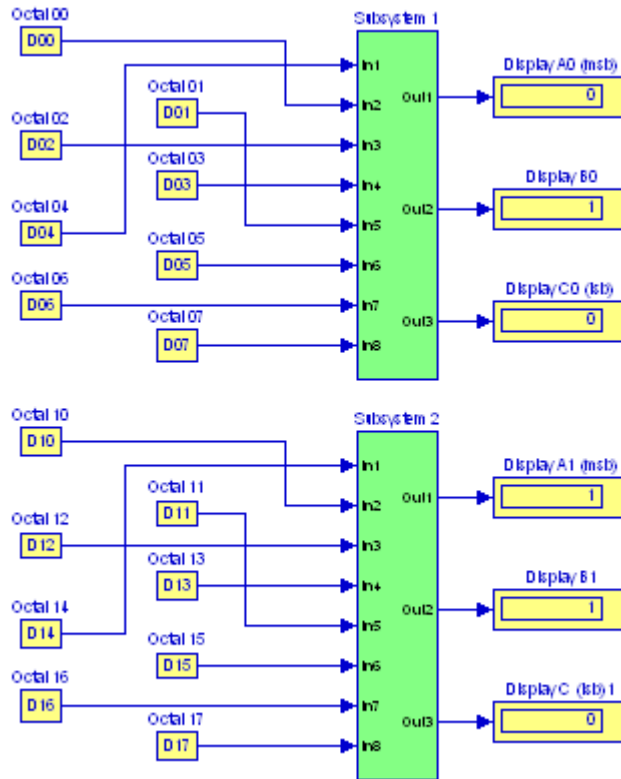 Octal 00
D00
Octal 01
D01
Octal 02
D02
Octal 03
D03
Octal 04
D04
Octal 05
D05
Octal 06
D06
Octal 07
D07
Subsystem 1
In1
In2
In3
In4
In5
In6
In7
In8
Out1
Out2
Out3
Display A0 (msb)
0
Display B0
1
Display C0 (lsb)
0
Octal 10
D10
Octal 11
D11
Octal 12
D12
Octal 13
D13
Octal 14
D14
Octal 15
D15
Octal 16
D16
Octal 17
D17
Subsystem 2
In1
In2
In3
In4
In5
In6
In7
In8
Out1
Out2
Out3
Display A1 (msb)
1
Display B1
1
Display C (lsb) 1
0